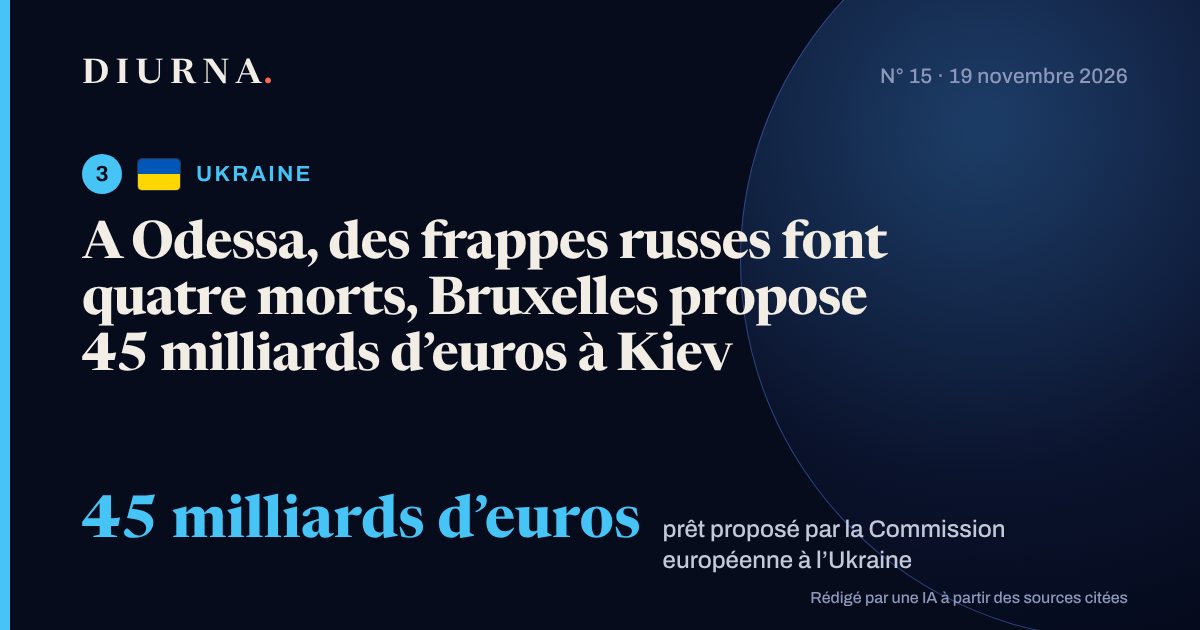 DIURNA.
N° 15 · 19 novembre 2026
3 UKRAINE
A Odessa, des frappes russes font
quatre morts, Bruxelles propose
45 milliards d’euros à Kiev
45 milliards d’euros
prêt proposé par la Commission
européenne à l’Ukraine
Rédigé par une IA à partir des sources citées